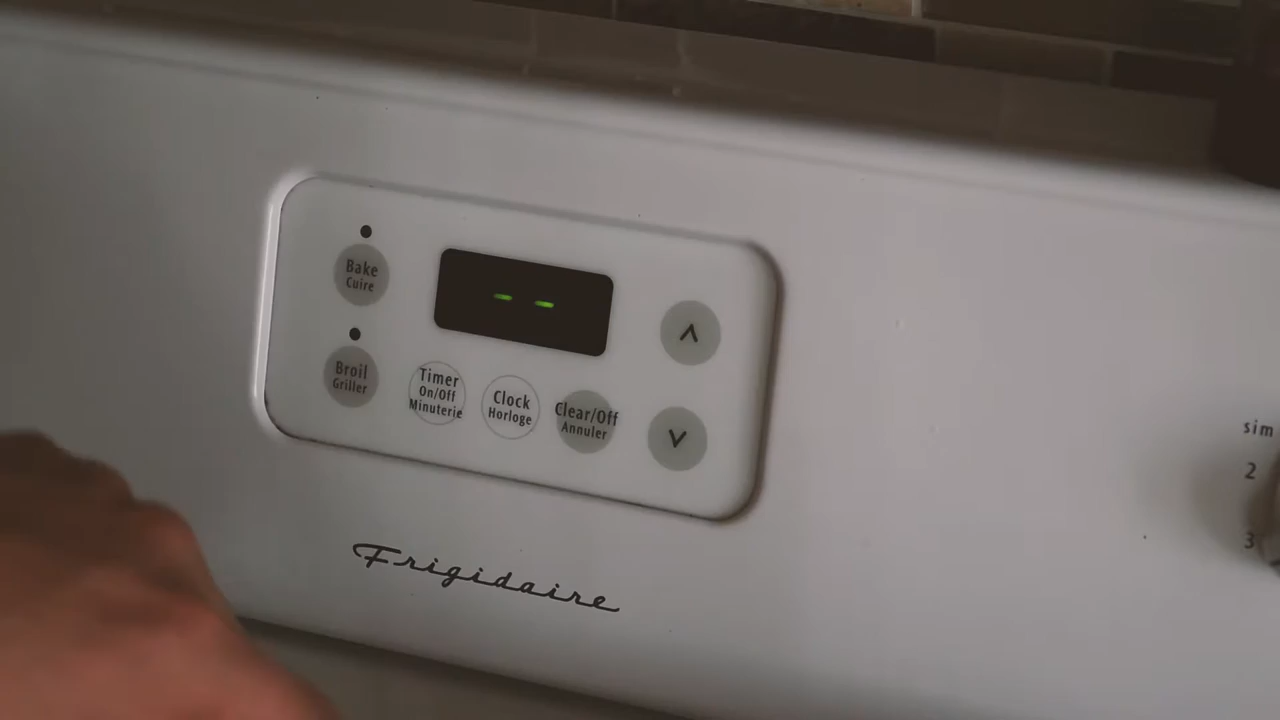 Bake
Cuire
- -
Broil
Griller
Timer
On/Off
Minuterie
Clock
Horloge
Clear/Off
Annuler
Frigidaire
sim
2
3